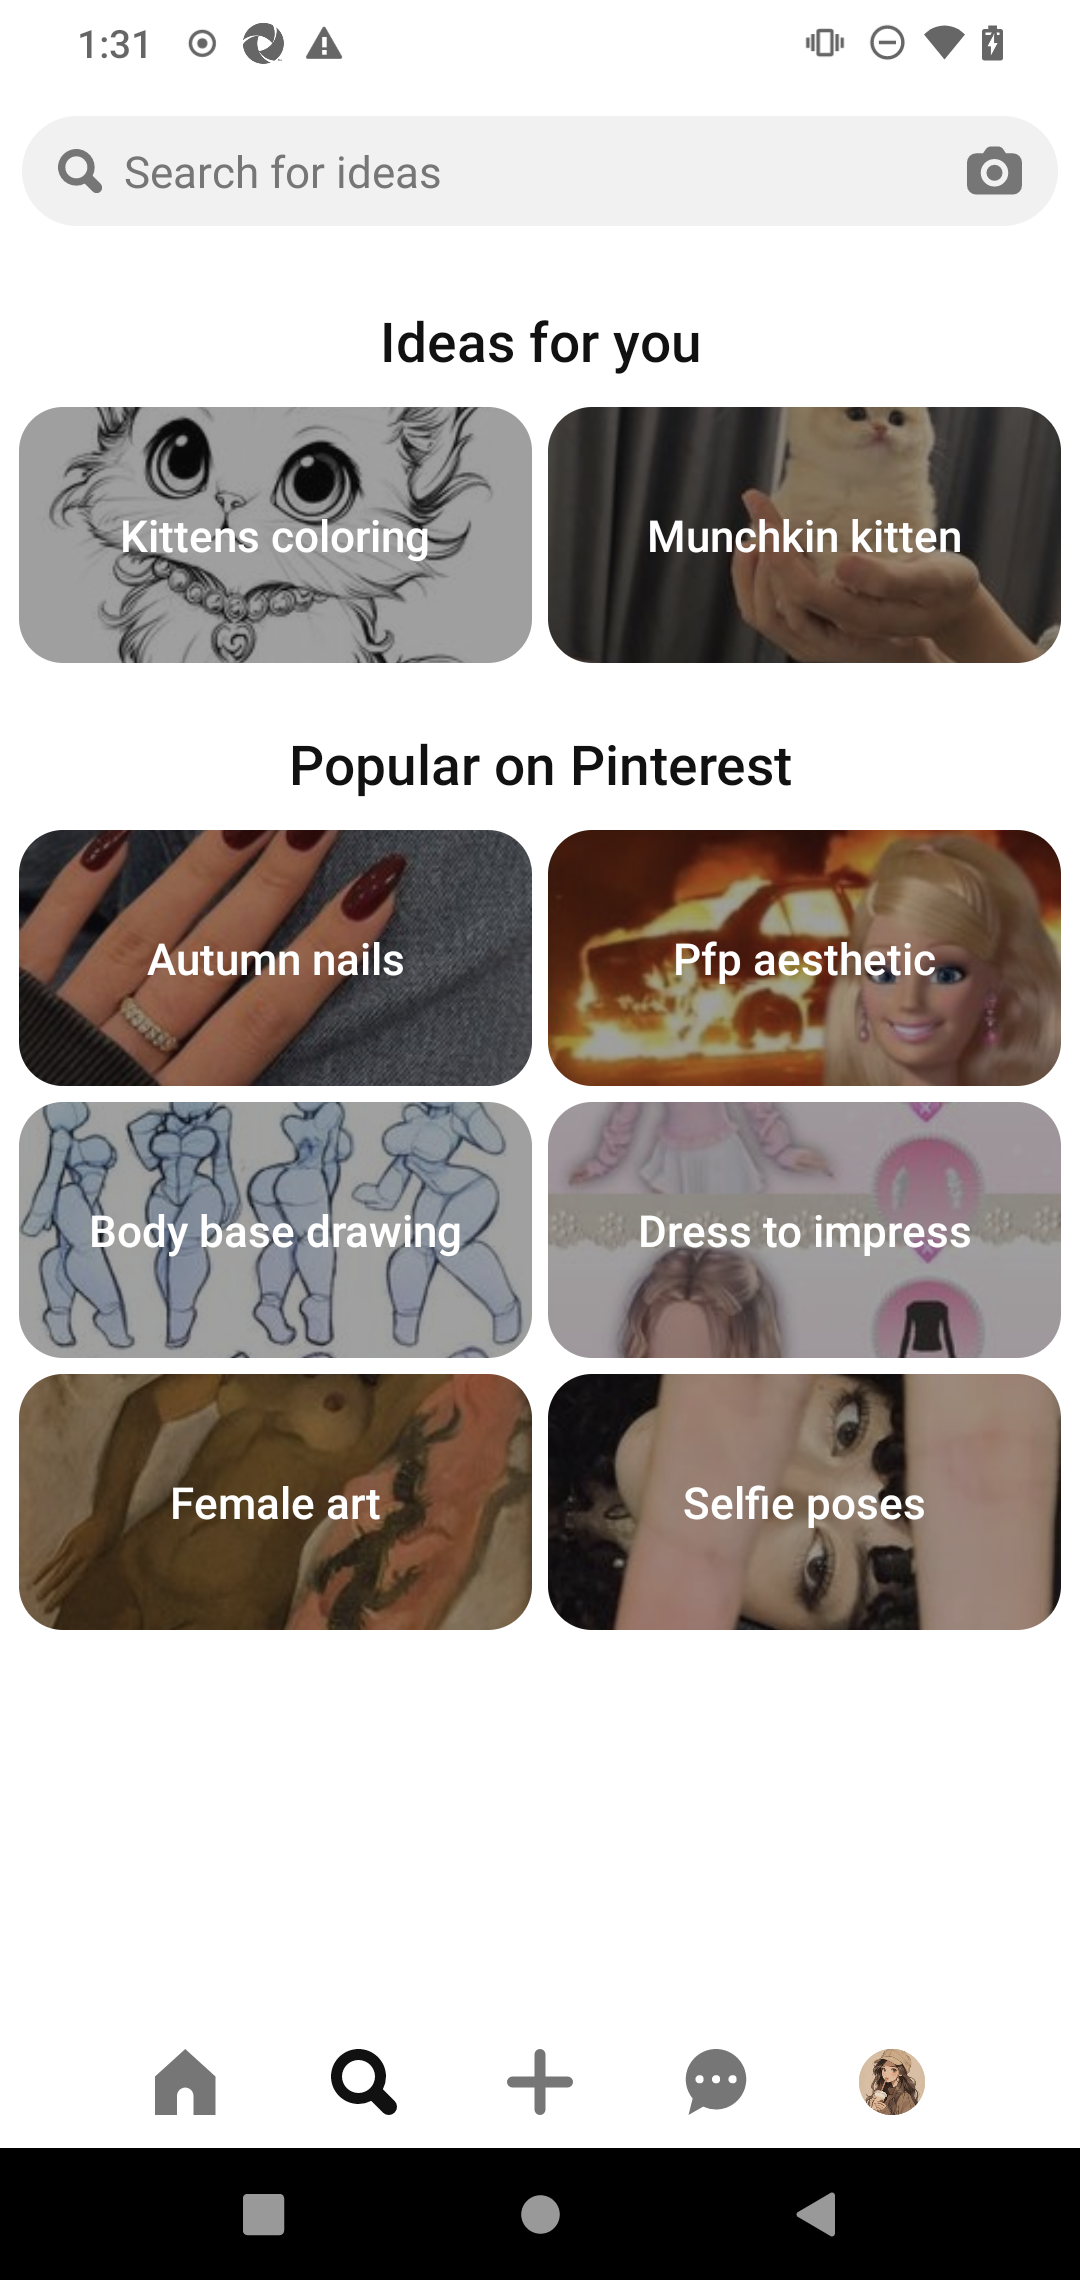 1:31
Search for ideas
Ideas for you
Kittens coloring
Munchkin kitten
Popular on Pinterest
Autumn nails
Pfp aesthetic
Body base drawing
Dress to impress
Female art
Selfie poses